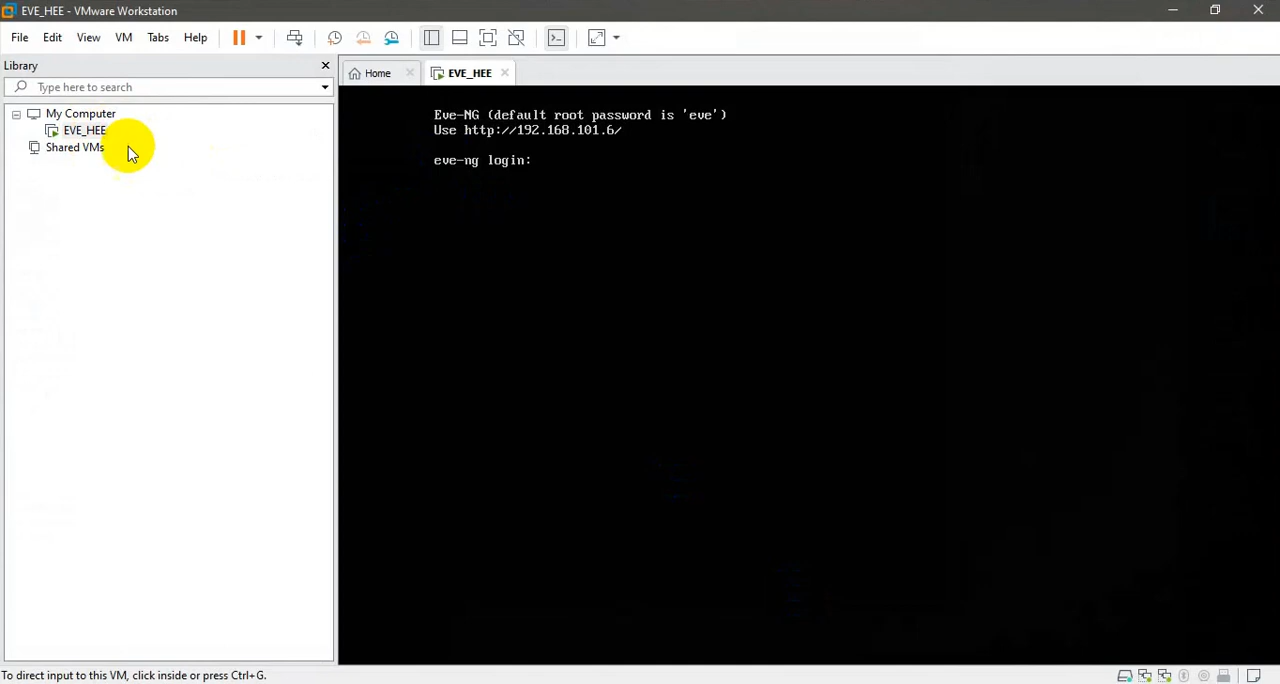 EVE_HEE - VMware Workstation
File Edit View VM Tabs Help
Library
Type here to search
My Computer
EVE_HEE
Shared VMs
Home
EVE_HEE
Eve-NG (default root password is 'eve')
Use http://192.168.101.6/
eve-ng login:
To direct input to this VM, click inside or press Ctrl+G.